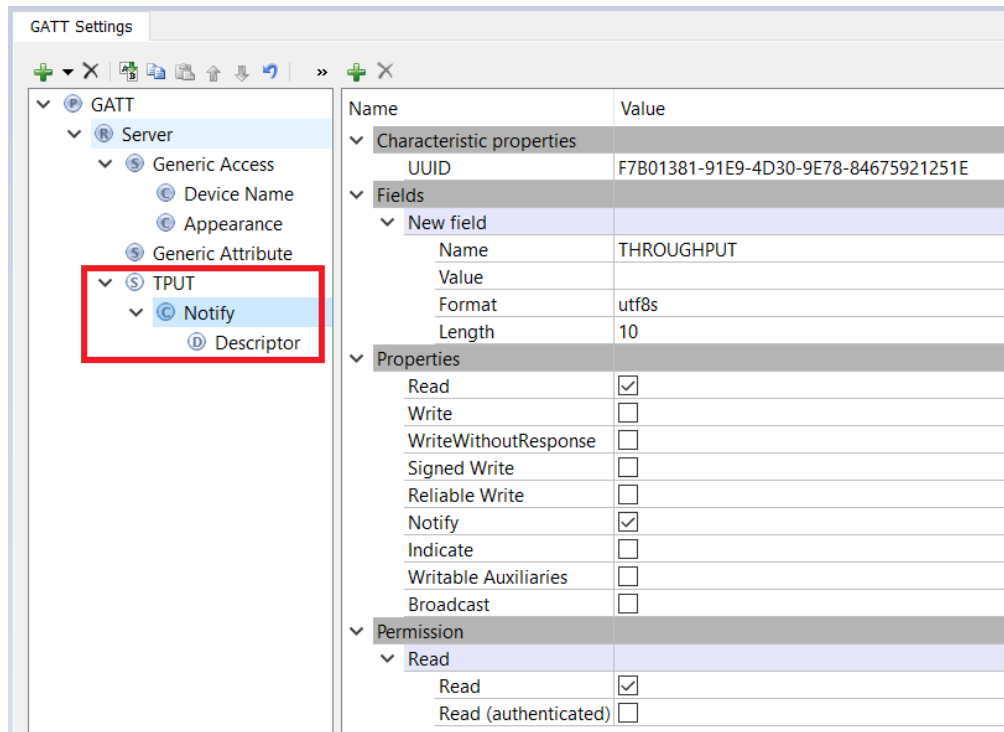 GATT Settings
»
GATT
Server
Generic Access
Device Name
Appearance
Generic Attribute
TPUT
Notify
Descriptor
Name Value
Characteristic properties
UUID F7B01381-91E9-4D30-9E78-84675921251E
Fields
New field
Name THROUGHPUT
Value
Format utf8s
Length 10
Properties
Read
Write
WriteWithoutResponse
Signed Write
Reliable Write
Notify
Indicate
Writable Auxiliaries
Broadcast
Permission
Read
Read
Read (authenticated)